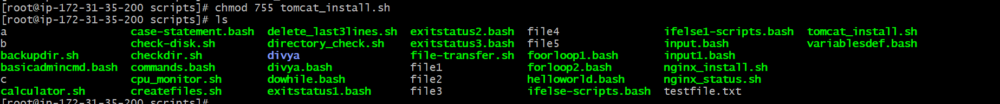 [root@ip-172-31-35-200 scripts]# chmod 755 tomcat_install.sh
[root@ip-172-31-35-200 scripts]# ls
a case-statement.bash delete_last3lines.sh exitstatus2.bash file4 ifelse1-scripts.bash tomcat_install.sh
b check-disk.sh directory_check.sh exitstatus3.bash file5 input.bash variablesdef.bash
backupdir.sh checkdir.sh divya file-transfer.sh foorloop1.bash input1.bash
basicadmincmd.bash commands.bash divya.bash file1 forloop2.bash nginx_install.sh
c cpu_monitor.sh dowhile.bash file2 helloworld.bash nginx_status.sh
calculator.sh createfiles.sh exitstatus1.bash file3 ifelse-scripts.bash testfile.txt
[root@ip-172-31-35-200 scripts]#